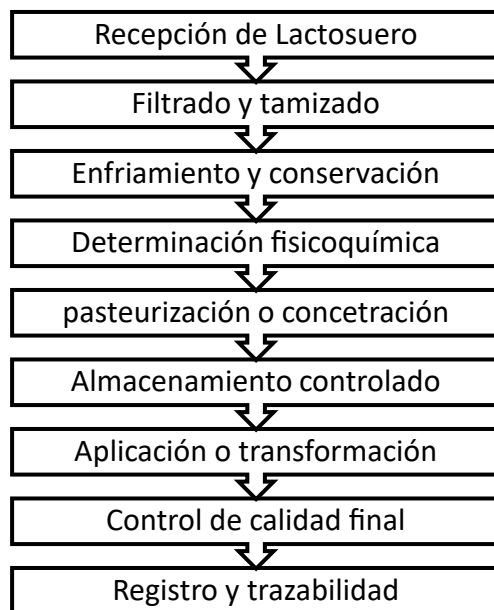 Recepción de Lactosuero
Filtrado y tamizado
Enfriamiento y conservación
Determinación fisicoquímica
pasteurización o concetración
Almacenamiento controlado
Aplicación o transformación
Control de calidad final
Registro y trazabilidad